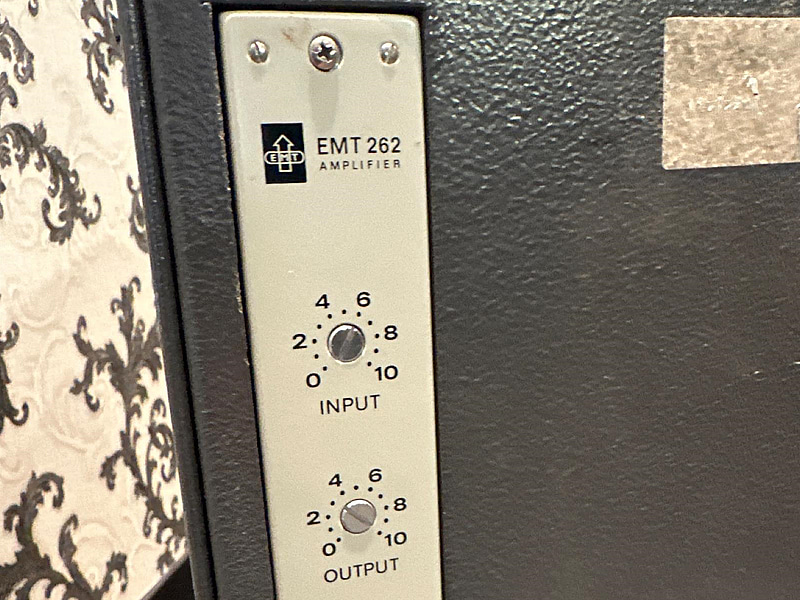 EMT
EMT 262
AMPLIFIER
4 6
2 8
0 10
INPUT
4 6
2 8
0 10
OUTPUT